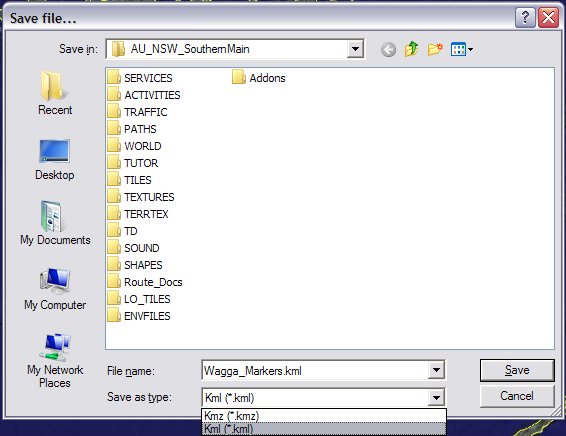 Save file...
Save in:
AU_NSW_SouthernMain
Recent
Desktop
My Documents
My Computer
My Network
Places
SERVICES
ACTIVITIES
TRAFFIC
PATHS
WORLD
TUTOR
TILES
TEXTURES
TERRTEX
TD
SOUND
SHAPES
Route_Docs
LO_TILES
ENVFILES
Addons
File name:
Wagga_Markers.kml
Save
Save as type:
Kml (*.kml)
Cancel
Kmz (*.kmz)
Kml (*.kml)